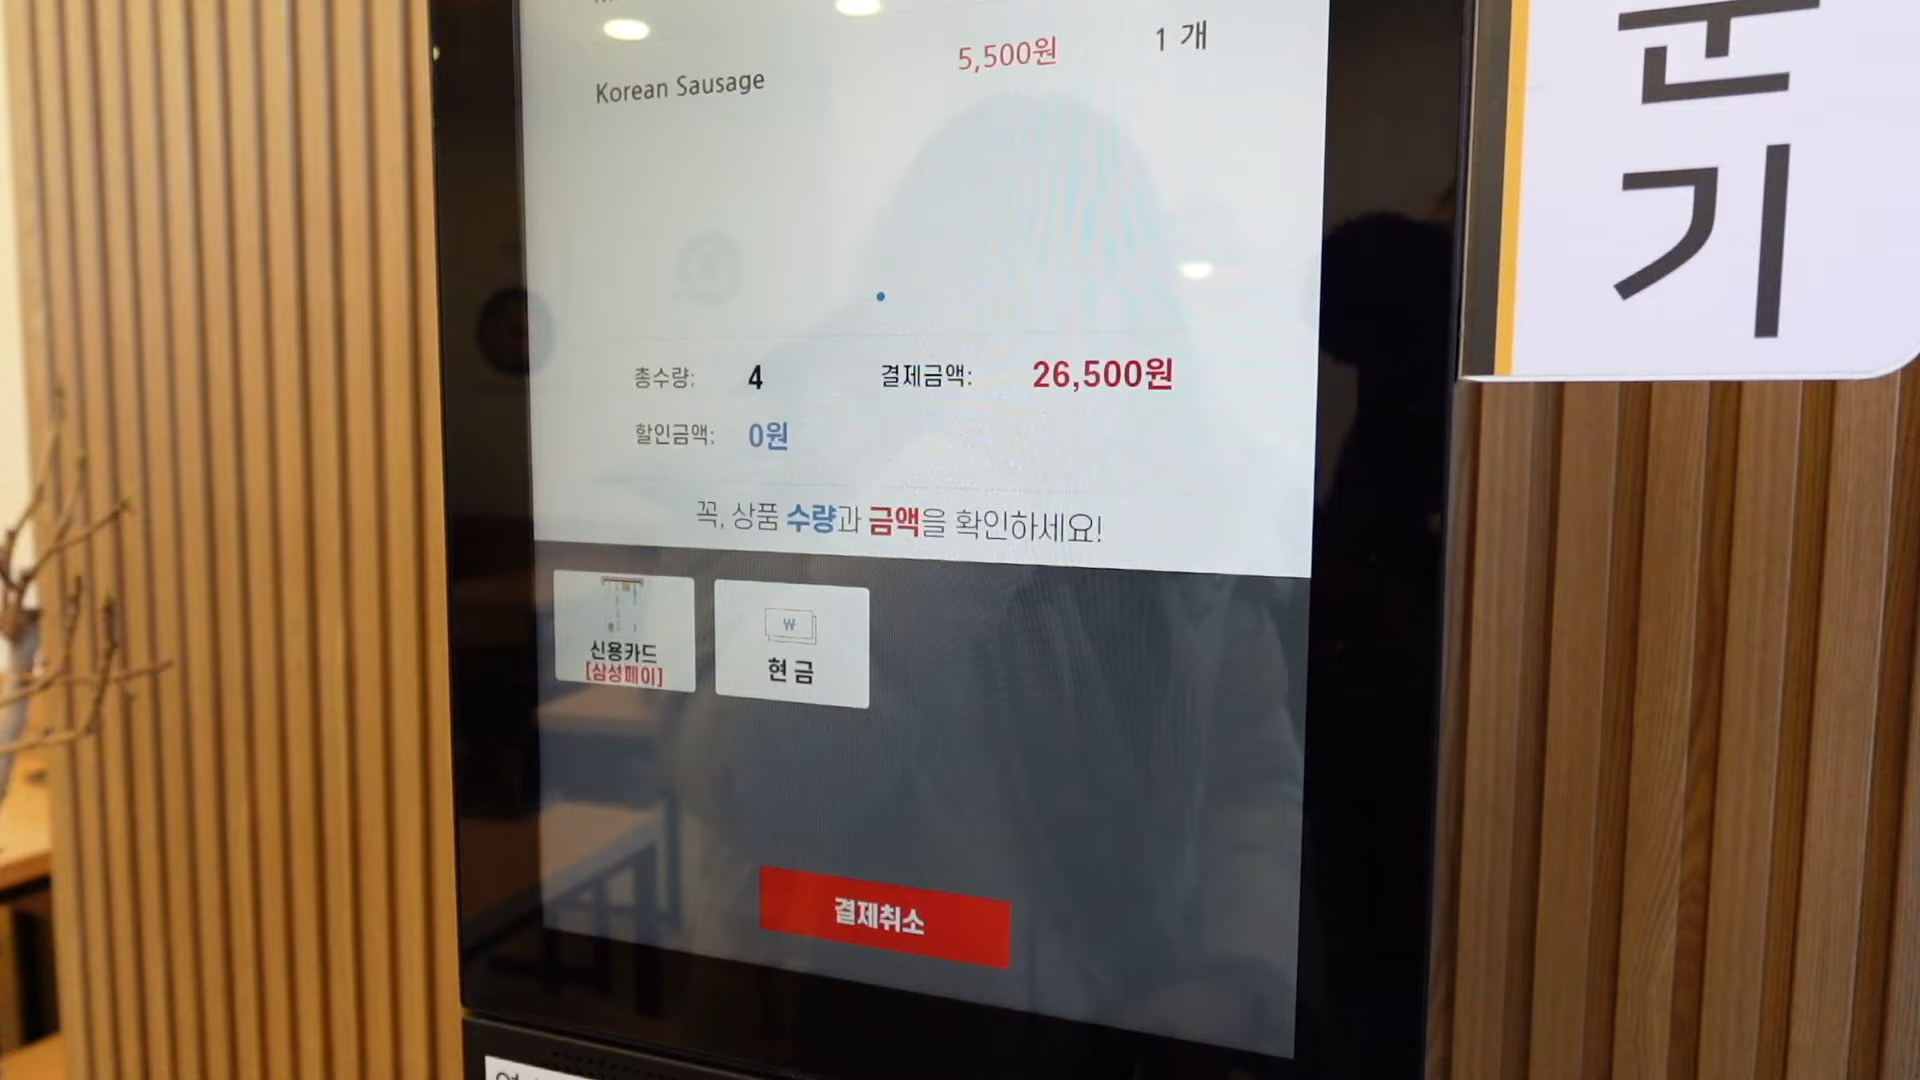 5,500원 1 개
Korean Sausage
총수량: 4 결제금액: 26,500원
할인금액: 0원
꼭, 상품 수량과 금액을 확인하세요!
신용카드
[삼성페이]
₩
현 금
결제취소
문
기